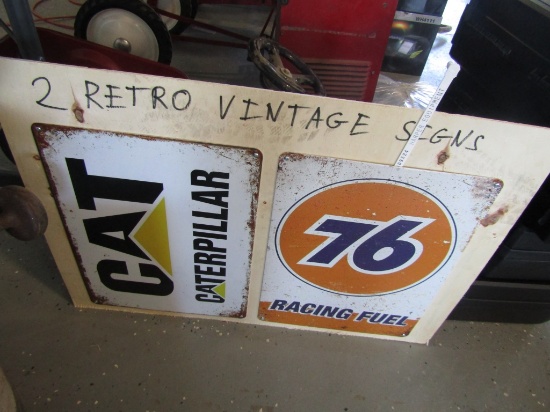 2 RETRO VINTAGE SIGNS
CAT
CATERPILLAR
76
RACING FUEL